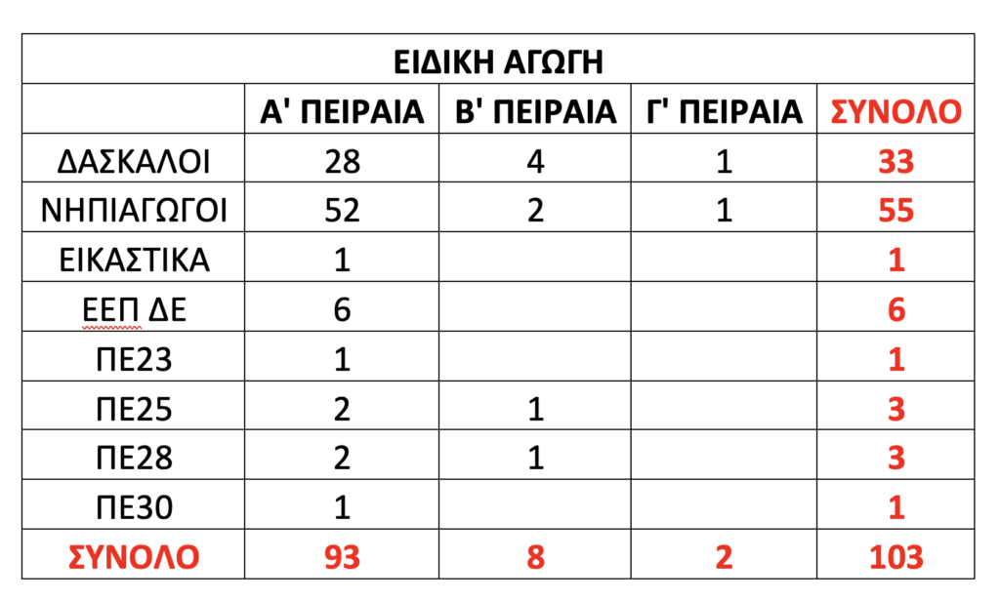 ΕΙΔΙΚΗ ΑΓΩΓΗ
Α' ΠΕΙΡΑΙΑ Β' ΠΕΙΡΑΙΑ Γ' ΠΕΙΡΑΙΑ ΣΥΝΟΛΟ
ΔΑΣΚΑΛΟΙ 28 4 1 33
ΝΗΠΙΑΓΩΓΟΙ 52 2 1 55
ΕΙΚΑΣΤΙΚΑ 1 1
ΕΕΠ ΔΕ 6 6
ΠΕ23 1 1
ΠΕ25 2 1 3
ΠΕ28 2 1 3
ΠΕ30 1 1
ΣΥΝΟΛΟ 93 8 2 103